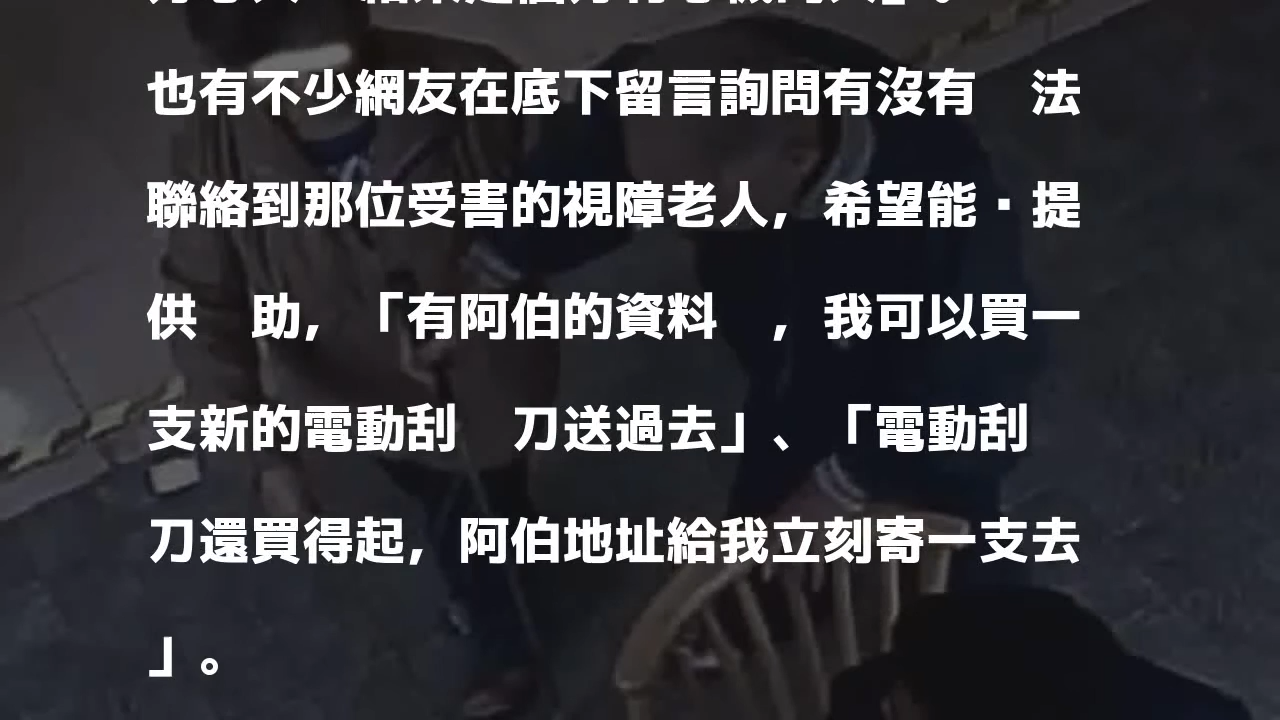 也有不少網友在底下留言詢問有沒有　法
聯絡到那位受害的視障老人，希望能·提
供　助，「有阿伯的資料　，我可以買一
支新的電動刮　刀送過去」、「電動刮
刀還買得起，阿伯地址給我立刻寄一支去
」。